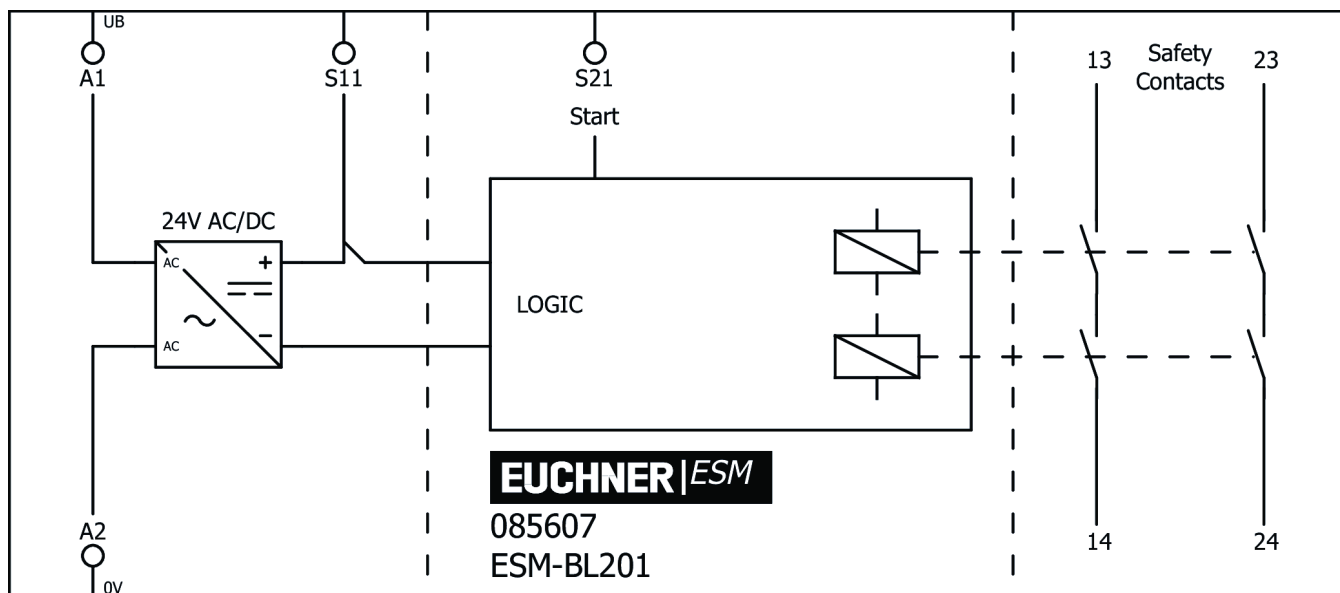 UB
A1
S11
S21
Start
13
Safety
Contacts
23
24V AC/DC
AC
+
LOGIC
AC
−
EUCHNER|ESM
085607
ESM-BL201
A2
0V
14
24